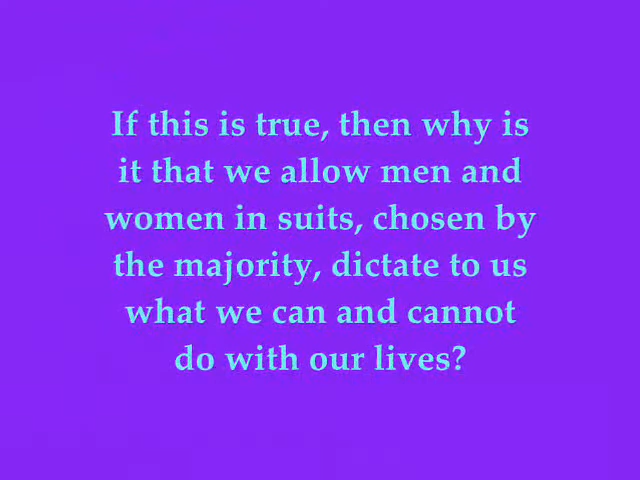 If this is true, then why is
it that we allow men and
women in suits, chosen by
the majority, dictate to us
what we can and cannot
do with our lives?